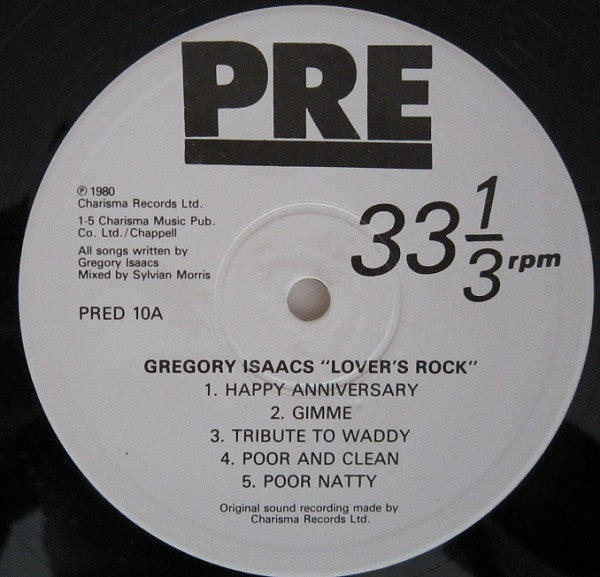 PRE
℗ 1980
Charisma Records Ltd.
1-5 Charisma Music Pub.
Co. Ltd./Chappell
All songs written by
Gregory Isaacs
Mixed by Sylvian Morris
PRED 10A
33 1/3 rpm
GREGORY ISAACS "LOVER'S ROCK"
1. HAPPY ANNIVERSARY
2. GIMME
3. TRIBUTE TO WADDY
4. POOR AND CLEAN
5. POOR NATTY
Original sound recording made by
Charisma Records Ltd.